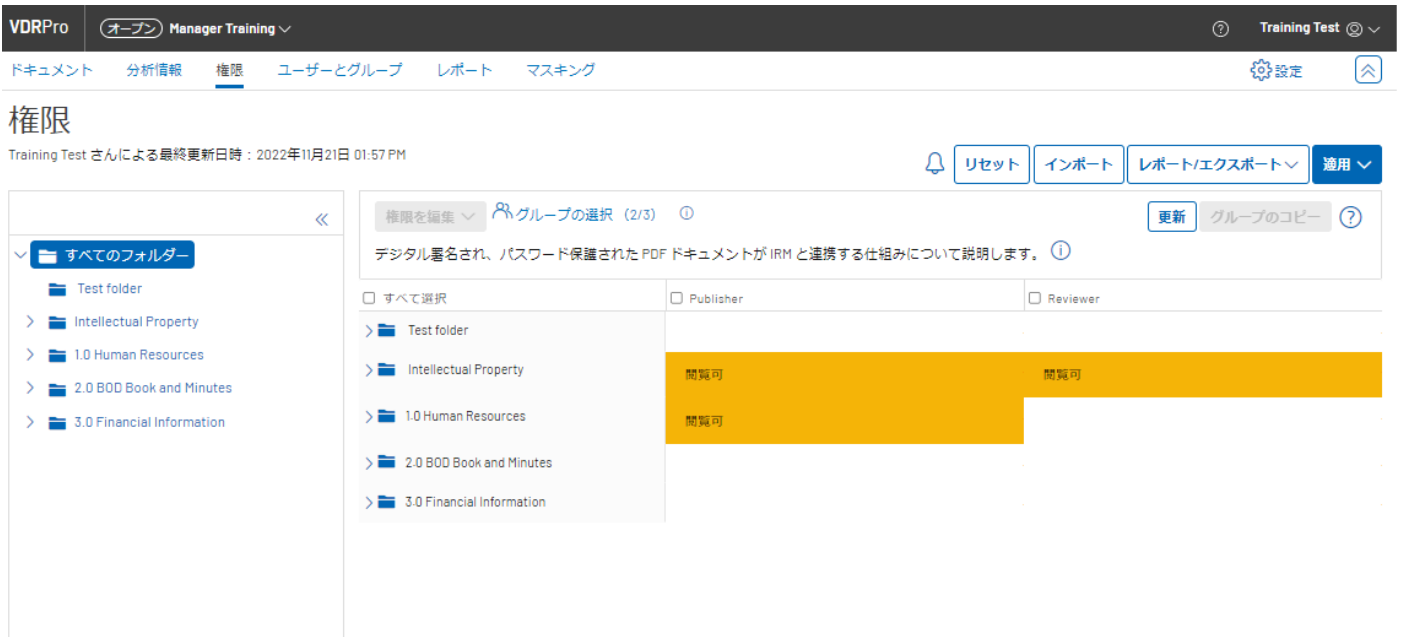 VDRPro オープン Manager Training Training Test
ドキュメント 分析情報 権限 ユーザーとグループ レポート マスキング 設定
権限
Training Test さんによる最終更新日時：2022年11月21日 01:57 PM
リセット インポート レポート/エクスポート 適用
権限を編集 グループの選択 (2/3) 更新 グループのコピー
デジタル署名され、パスワード保護された PDF ドキュメントが IRM と連携する仕組みについて説明します。
すべてのフォルダー
Test folder
Intellectual Property
1.0 Human Resources
2.0 BOD Book and Minutes
3.0 Financial Information
すべて選択 Publisher Reviewer
Test folder
Intellectual Property 閲覧可 閲覧可
1.0 Human Resources 閲覧可
2.0 BOD Book and Minutes
3.0 Financial Information